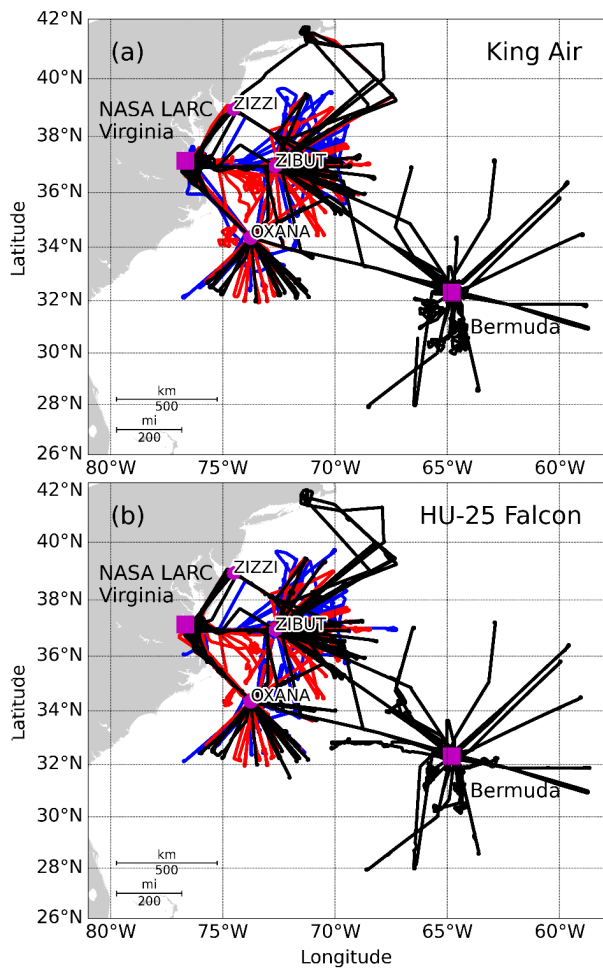 42°N
(a)
King Air
40°N
ZIZZI
NASA LARC
Virginia
38°N
ZIBUT
36°N
OXANA
34°N
Latitude
32°N
Bermuda
30°N
km
500
28°N
mi
200
26°N
80°W 75°W 70°W 65°W 60°W
42°N
(b)
HU-25 Falcon
40°N
ZIZZI
NASA LARC
Virginia
38°N
ZIBUT
36°N
OXANA
34°N
Latitude
32°N
Bermuda
30°N
km
500
28°N
mi
200
26°N
80°W 75°W 70°W 65°W 60°W
Longitude